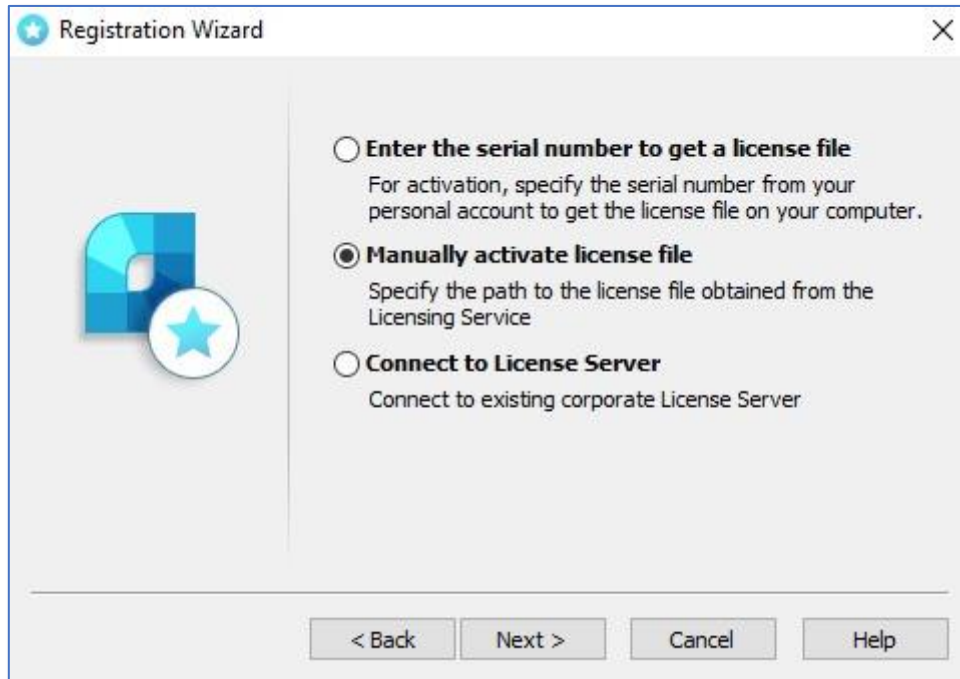 Registration Wizard
Enter the serial number to get a license file
For activation, specify the serial number from your
personal account to get the license file on your computer.
Manually activate license file
Specify the path to the license file obtained from the
Licensing Service
Connect to License Server
Connect to existing corporate License Server
< Back
Next >
Cancel
Help